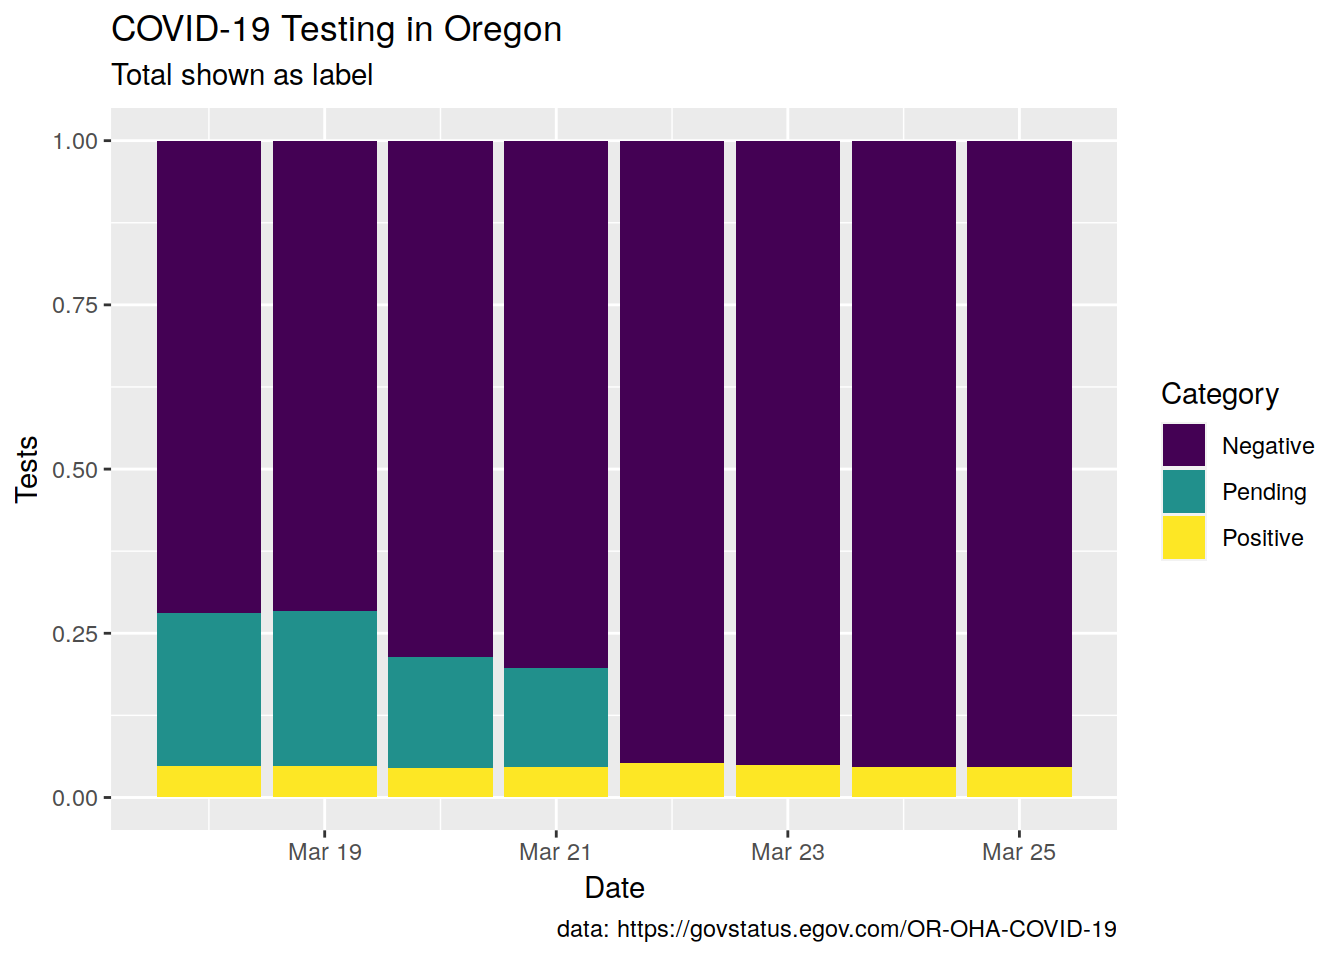 COVID-19 Testing in Oregon
Total shown as label
1.00
0.75
0.50
0.25
0.00
Tests
Mar 19
Mar 21
Mar 23
Mar 25
Date
Category
Negative
Pending
Positive
data: https://govstatus.egov.com/OR-OHA-COVID-19